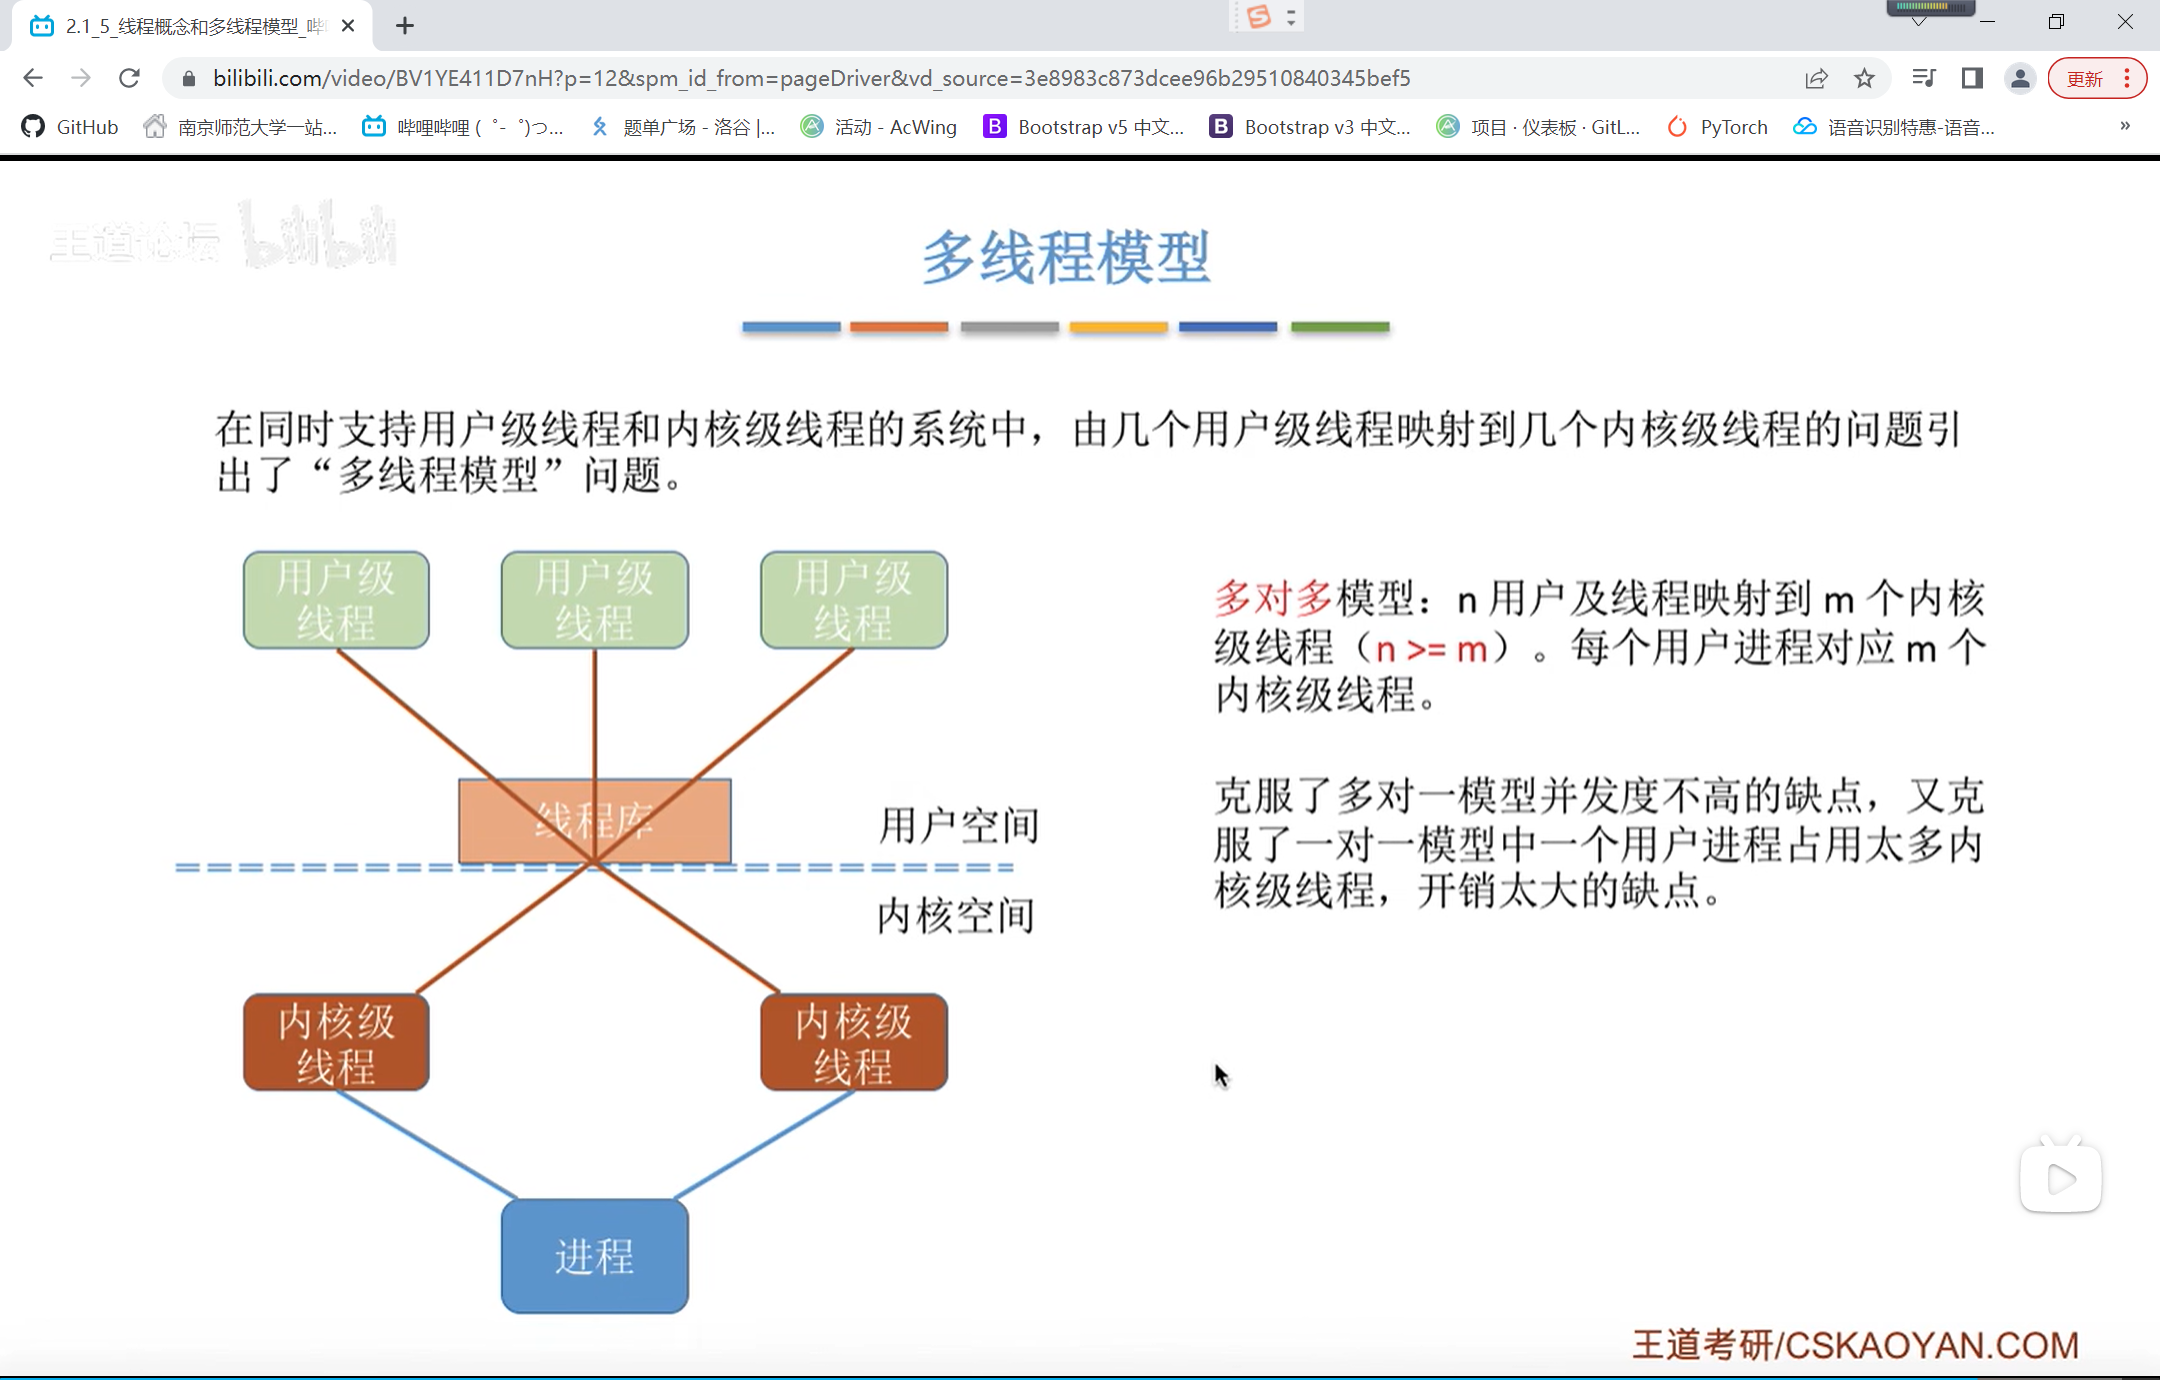 2.1_5_线程概念和多线程模型_哔
bilibili.com/video/BV1YE411D7nH?p=12&spm_id_from=pageDriver&vd_source=3e8983c873dcee96b29510840345bef5
更新
GitHub
南京师范大学一站...
哔哩哔哩 (゜-゜)つ...
题单广场 - 洛谷 |...
活动 - AcWing
Bootstrap v5 中文...
Bootstrap v3 中文...
项目 · 仪表板 · GitL...
PyTorch
语音识别特惠-语音...
»
王道论坛 bilibili
多线程模型
在同时支持用户级线程和内核级线程的系统中，由几个用户级线程映射到几个内核级线程的问题引
出了“多线程模型”问题。
用户级
线程
用户级
线程
用户级
线程
线程库
用户空间
内核空间
内核级
线程
内核级
线程
进程
多对多模型：n 用户及线程映射到 m 个内核
级线程（n >= m）。每个用户进程对应 m 个
内核级线程。
克服了多对一模型并发度不高的缺点，又克
服了一对一模型中一个用户进程占用太多内
核级线程，开销太大的缺点。
王道考研/CSKAOYAN.COM